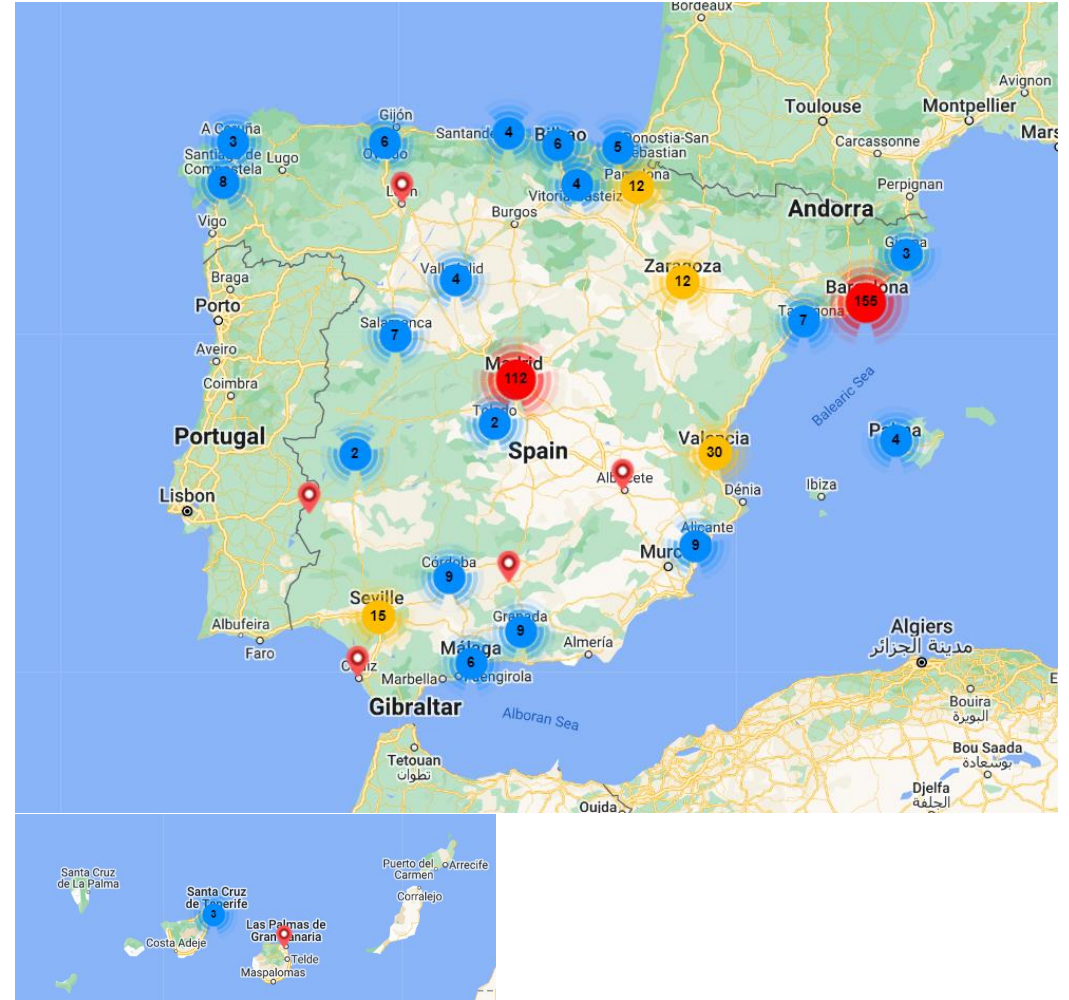 Bordeaux
Avignon
Toulouse
Montpellier
Mars
Carcassonne
Gijón
A Coruña
3
6
Santande
4
Bilbao
6
5
Donostia-San
Sebastian
Santiago de
Compostela
8
Lugo
Oviedo
León
Vitoria-Gasteiz
4
Pamplona
12
Perpignan
Andorra
Vigo
Burgos
Girona
3
Braga
Valladolid
4
Zaragoza
12
Barcelona
155
Porto
Tarragona
7
Salamanca
7
Aveiro
Madrid
112
Coimbra
Balearic Sea
Toledo
2
Portugal
Spain
Valencia
30
Palma
4
2
Albacete
Lisbon
Dénia
Ibiza
Alicante
9
Murc
Córdoba
9
Seville
15
Granada
9
Albufeira
Faro
Almería
Algiers
مدينة الجزائر
Málaga
6
Fuengirola
Cádiz
Marbella
E
Bouira
البويرة
Gibraltar
Alboran Sea
Tetouan
تطوان
Bou Saada
بوسعادة
Djelfa
الجلفة
Oujda
Santa Cruz
de La Palma
Puerto del
Carmen
Arrecife
Santa Cruz
de Tenerife
3
Corralejo
Las Palmas de
Gran Canaria
Costa Adeje
Telde
Maspalomas